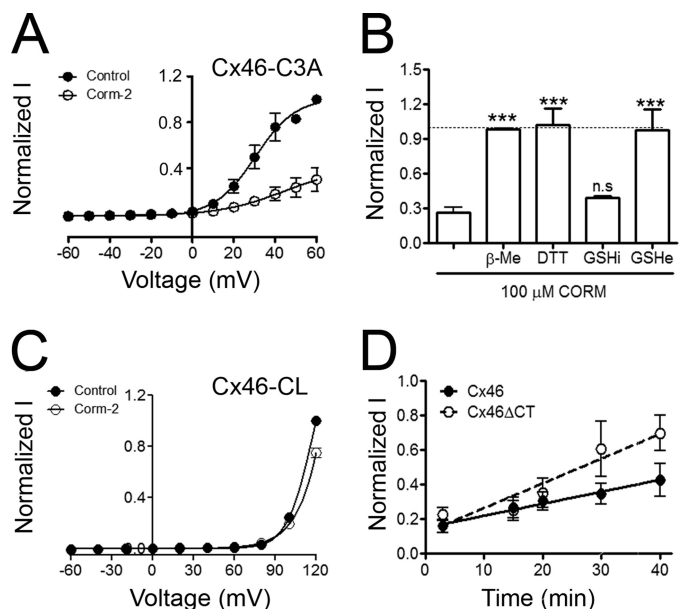 A
Control
Corm-2
Cx46-C3A
Normalized I
1.2
0.8
0.4
-60 -40 -20 0 20 40 60
Voltage (mV)
B
Normalized I
1.5
1.2
0.9
0.6
0.3
0.0
***
***
n.s
***
β-Me DTT GSHi GSHe
100 μM CORM
C
Control
Corm-2
Cx46-CL
Normalized I
1.2
0.8
0.4
0
-60 -30 0 30 60 90 120
Voltage (mV)
D
Cx46
Cx46ΔCT
Normalized I
1.0
0.8
0.6
0.4
0.2
0.0
0 10 20 30 40
Time (min)